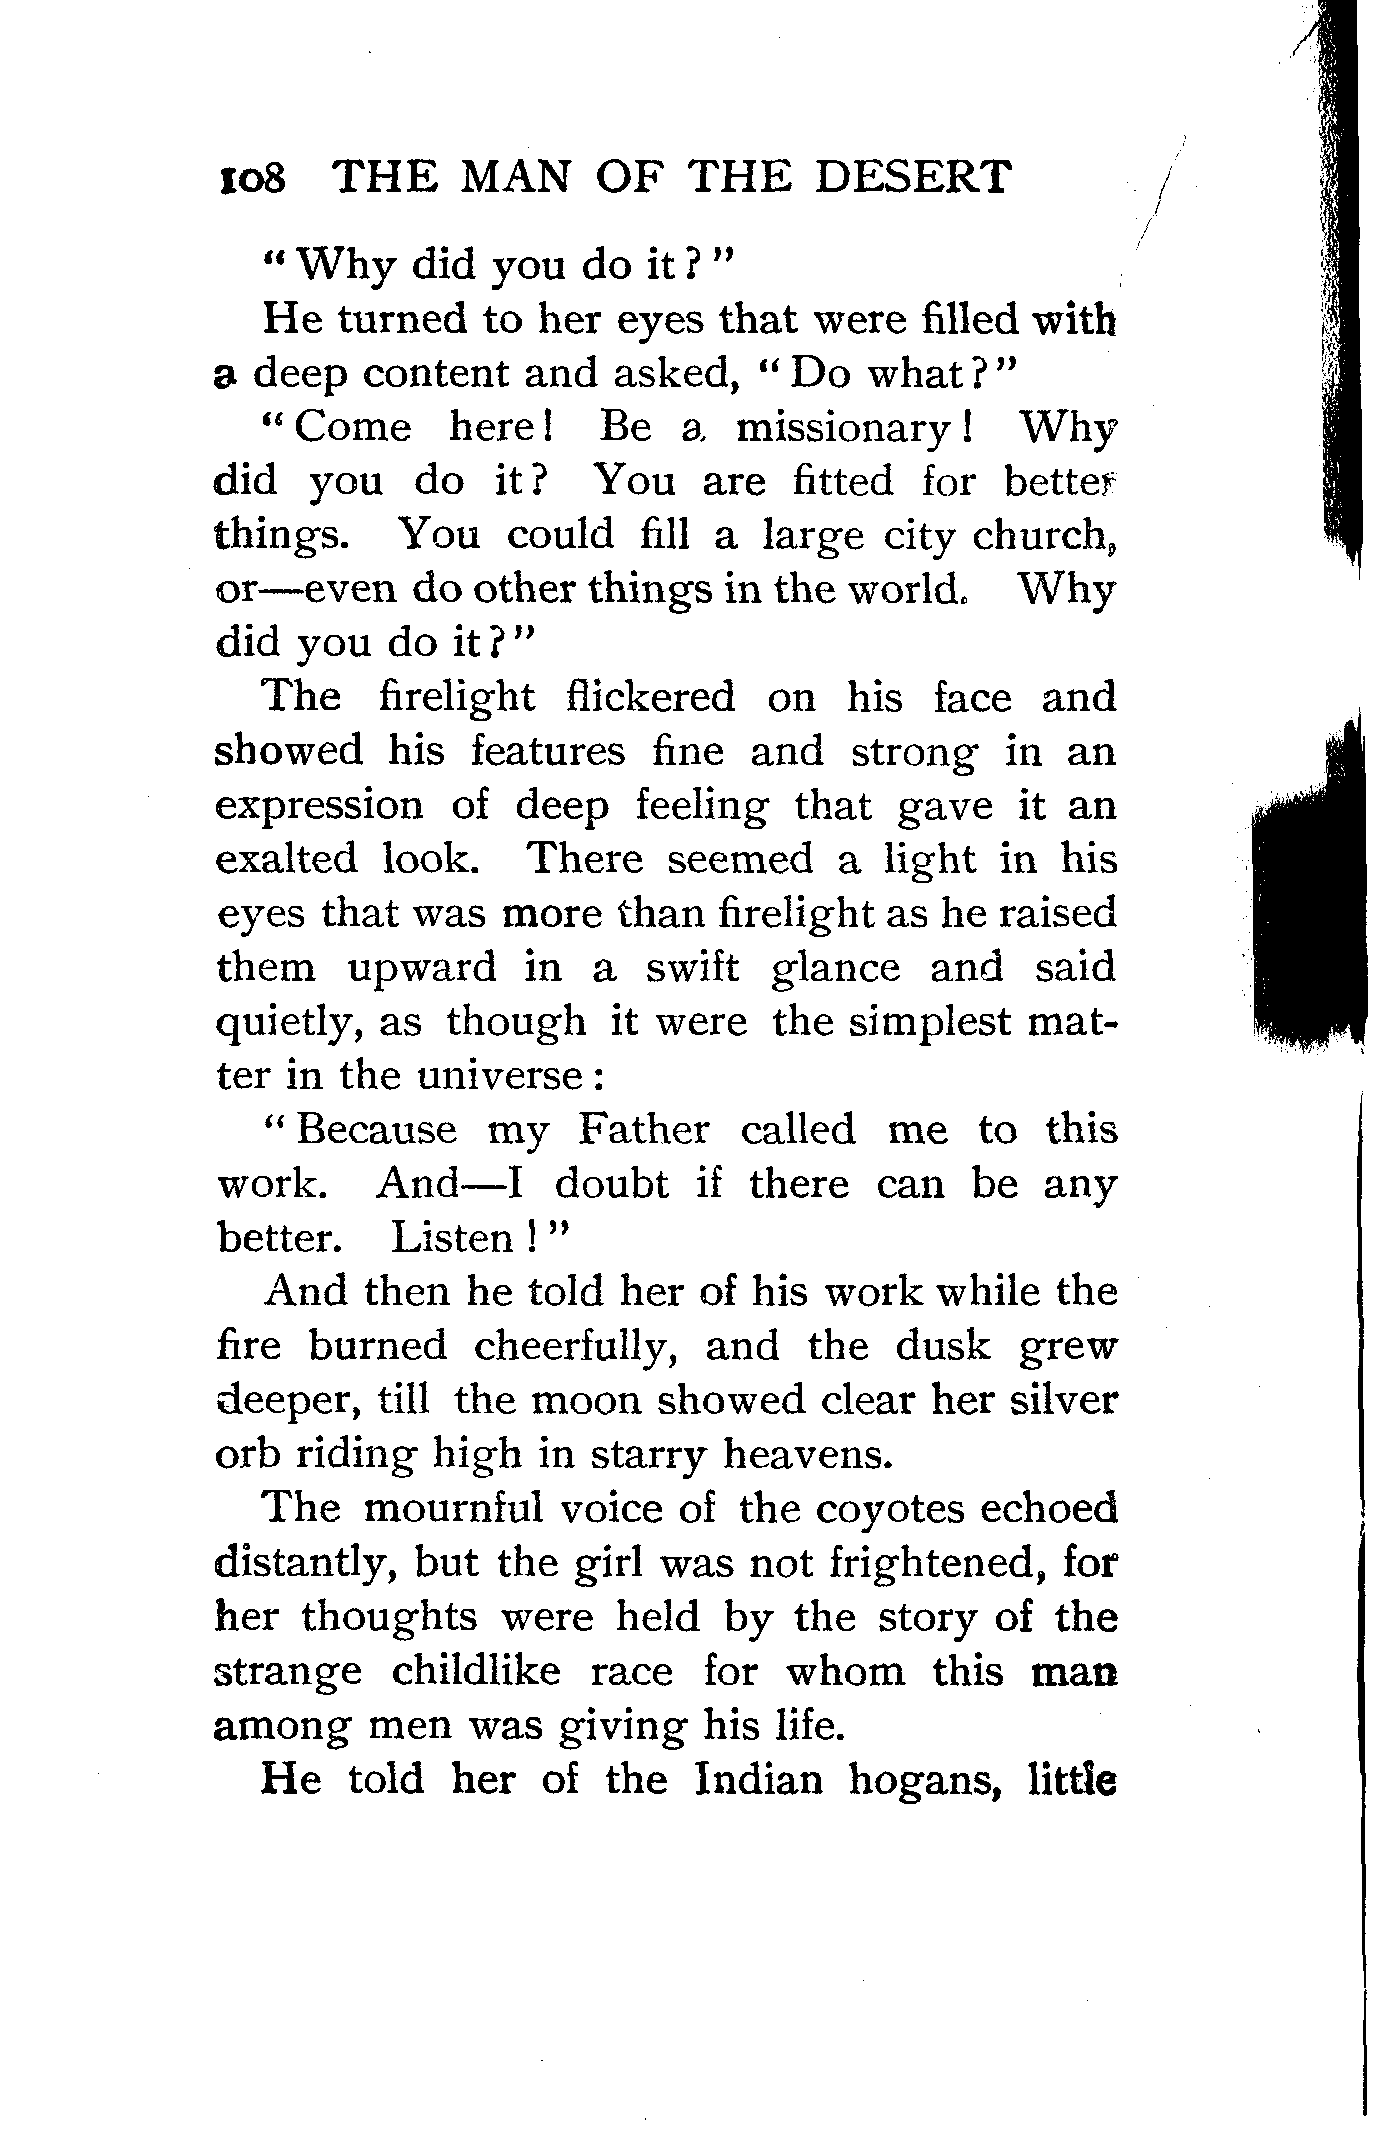 108 THE MAN OF THE DESERT
“ Why did you do it ? ”
He turned to her eyes that were filled with
a deep content and asked, “ Do what ? ”
“ Come here ! Be a missionary ! Why
did you do it ? You are fitted for better
things. You could fill a large city church,
or—even do other things in the world. Why
did you do it ? ”
The firelight flickered on his face and
showed his features fine and strong in an
expression of deep feeling that gave it an
exalted look. There seemed a light in his
eyes that was more than firelight as he raised
them upward in a swift glance and said
quietly, as though it were the simplest mat-
ter in the universe :
“ Because my Father called me to this
work. And—I doubt if there can be any
better. Listen ! ”
And then he told her of his work while the
fire burned cheerfully, and the dusk grew
deeper, till the moon showed clear her silver
orb riding high in starry heavens.
The mournful voice of the coyotes echoed
distantly, but the girl was not frightened, for
her thoughts were held by the story of the
strange childlike race for whom this man
among men was giving his life.
He told her of the Indian hogans, little